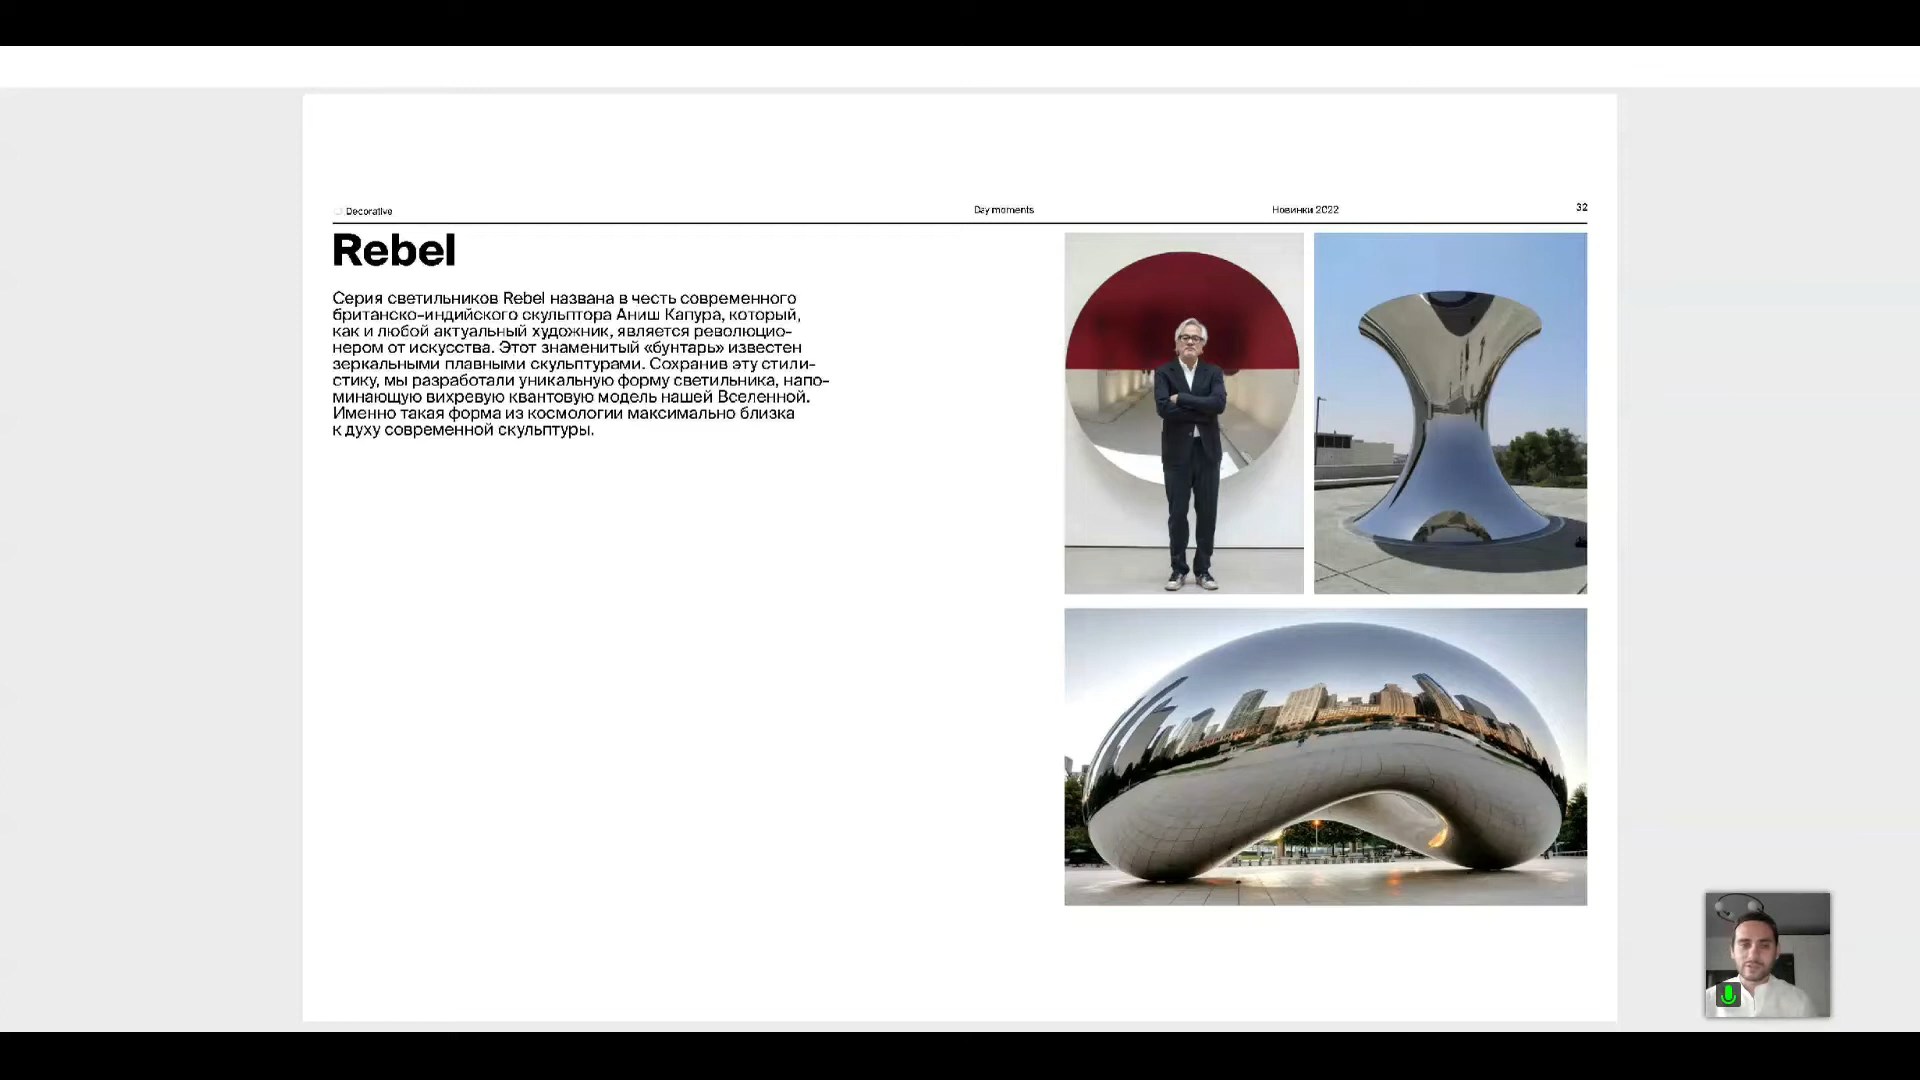 Decorative
Day moments
Новинки 2022
32
Rebel
Серия светильников Rebel названа в честь современного
британско-индийского скульптора Аниш Капура, который,
как и любой актуальный художник, является революцио-
нером от искусства. Этот знаменитый «бунтарь» известен
зеркальными плавными скульптурами. Сохранив эту стили-
стику, мы разработали уникальную форму светильника, напо-
минающую вихревую квантовую модель нашей Вселенной.
Именно такая форма из космологии максимально близка
к духу современной скульптуры.